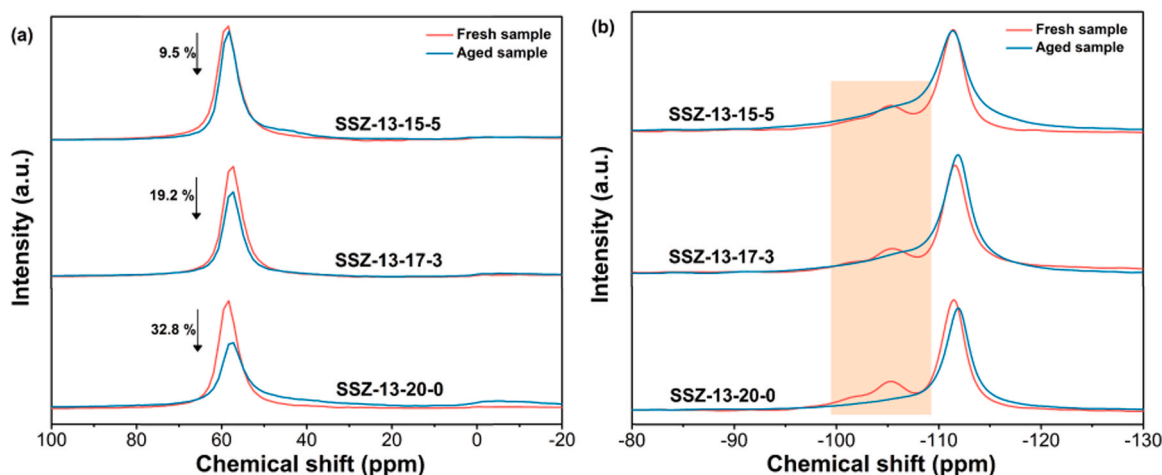 (a)
Fresh sample
Aged sample
9.5 %
SSZ-13-15-5
19.2 %
SSZ-13-17-3
32.8 %
SSZ-13-20-0
Intensity (a.u.)
100 80 60 40 20 0 -20
Chemical shift (ppm)
(b)
Fresh sample
Aged sample
SSZ-13-15-5
SSZ-13-17-3
SSZ-13-20-0
Intensity (a.u.)
-80 -90 -100 -110 -120 -130
Chemical shift (ppm)